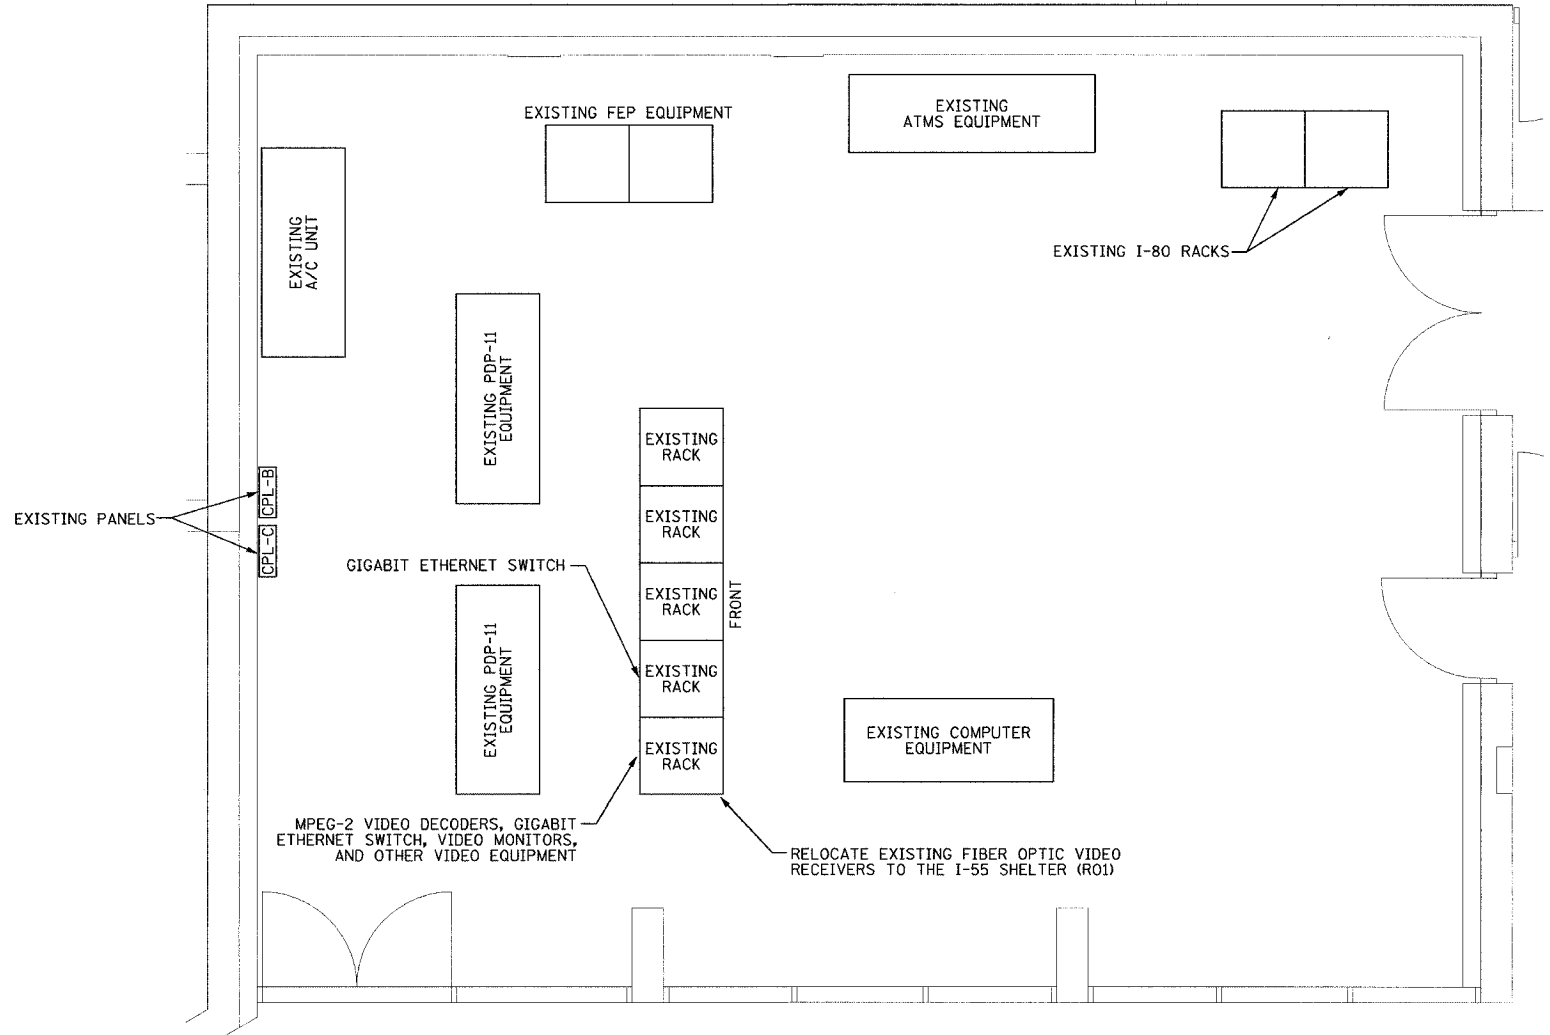 EXISTING FEP EQUIPMENT
EXISTING
ATMS EQUIPMENT
EXISTING
A/C UNIT
EXISTING I-80 RACKS
EXISTING PDP-11
EQUIPMENT
EXISTING
RACK
EXISTING PANELS
CPL-B
CPL-C
EXISTING
RACK
GIGABIT ETHERNET SWITCH
EXISTING
RACK
FRONT
EXISTING PDP-11
EQUIPMENT
EXISTING
RACK
EXISTING
RACK
EXISTING COMPUTER
EQUIPMENT
MPEG-2 VIDEO DECODERS, GIGABIT
ETHERNET SWITCH, VIDEO MONITORS,
AND OTHER VIDEO EQUIPMENT
RELOCATE EXISTING FIBER OPTIC VIDEO
RECEIVERS TO THE I-55 SHELTER (R01)